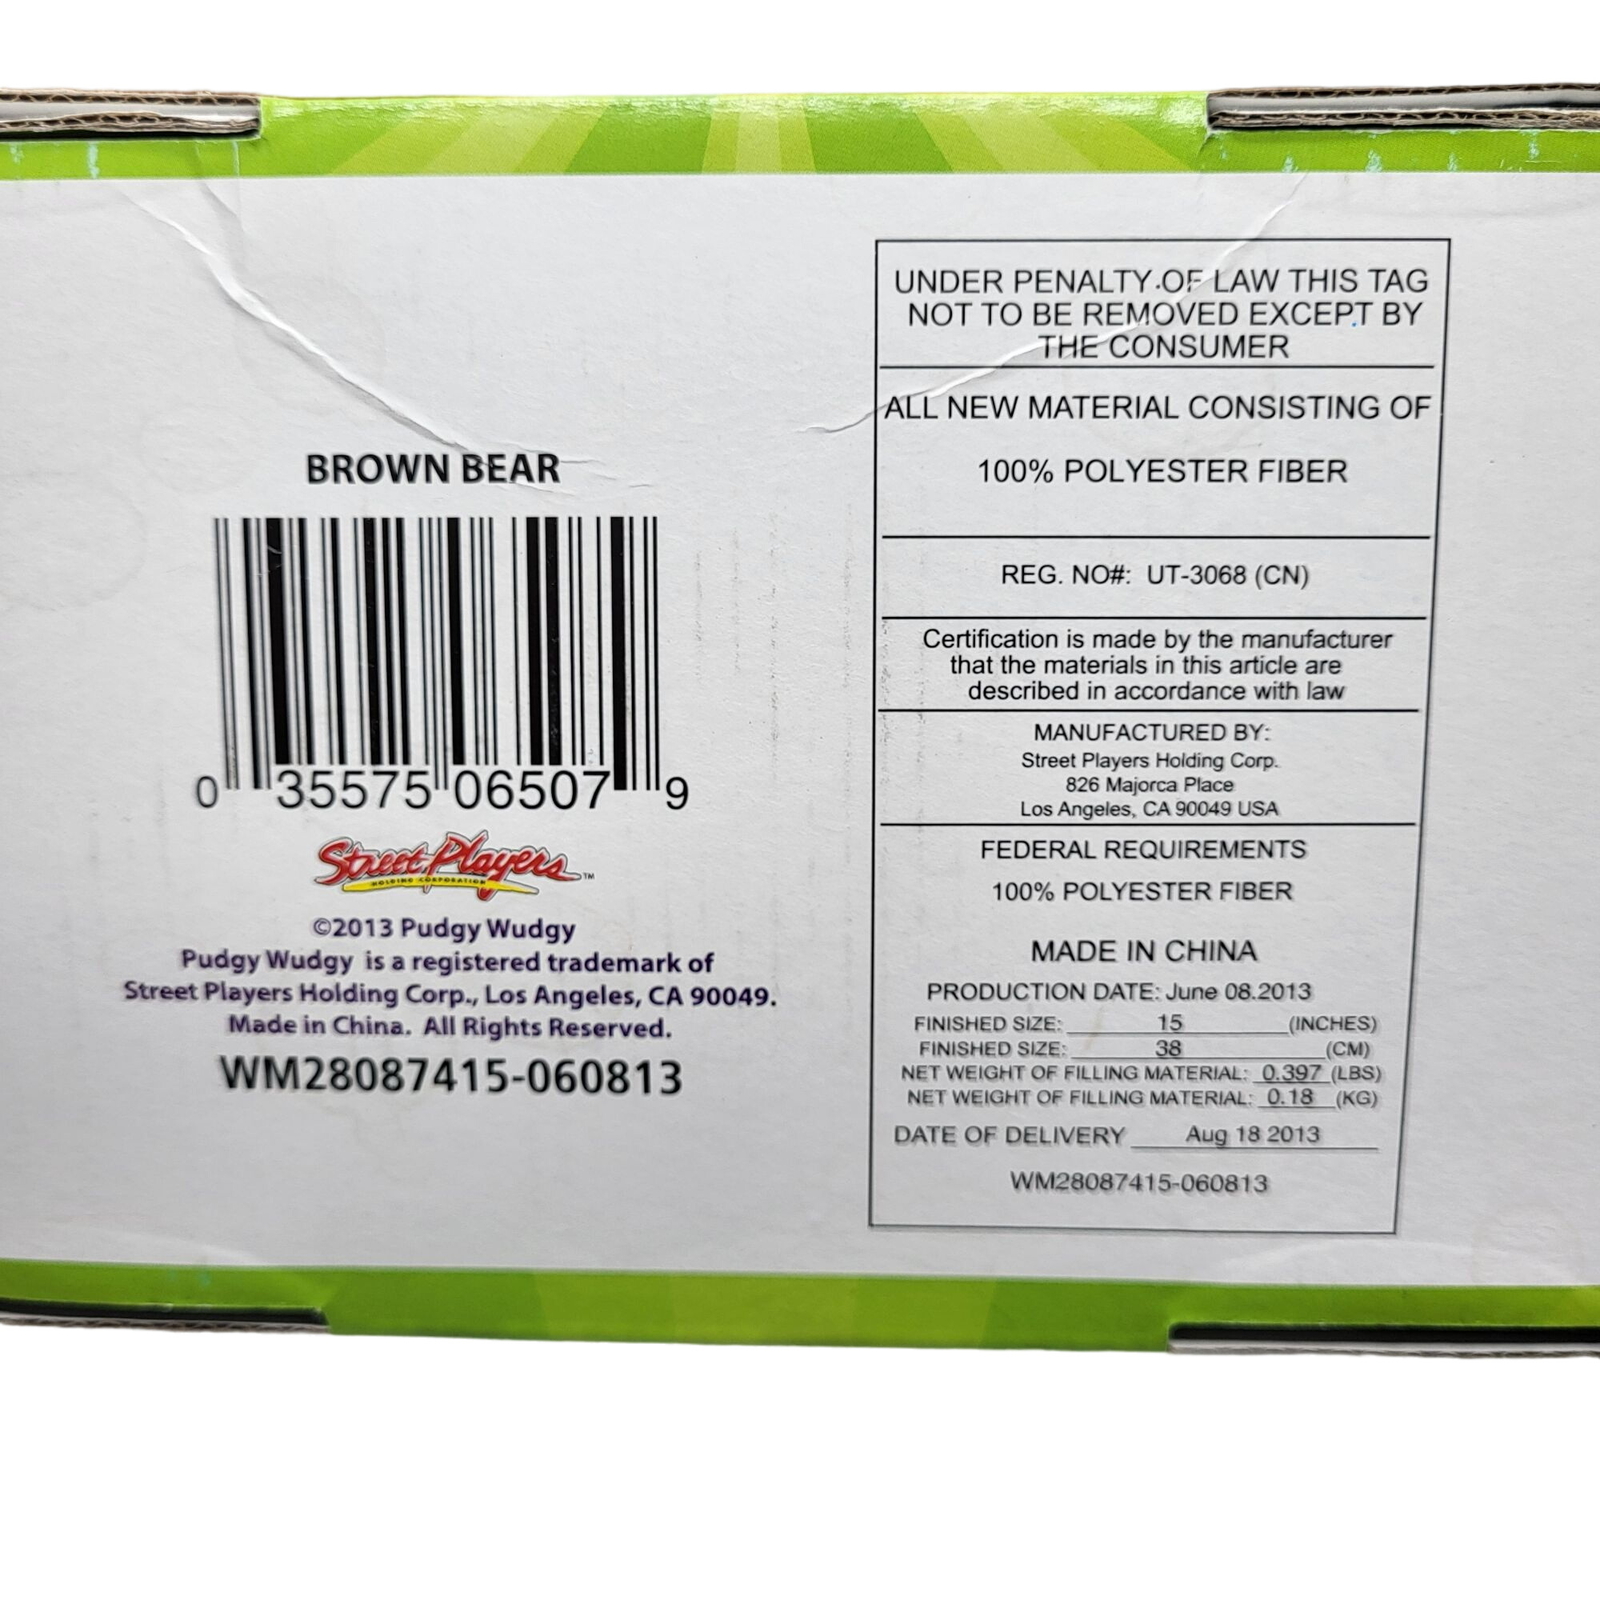 BROWN BEAR
0 35575 06507 9
Street Players™
HOLDING CORPORATION
©2013 Pudgy Wudgy
Pudgy Wudgy is a registered trademark of
Street Players Holding Corp., Los Angeles, CA 90049.
Made in China. All Rights Reserved.
WM28087415-060813
UNDER PENALTY OF LAW THIS TAG
NOT TO BE REMOVED EXCEPT BY
THE CONSUMER
ALL NEW MATERIAL CONSISTING OF
100% POLYESTER FIBER
REG. NO#: UT-3068 (CN)
Certification is made by the manufacturer
that the materials in this article are
described in accordance with law
MANUFACTURED BY:
Street Players Holding Corp.
826 Majorca Place
Los Angeles, CA 90049 USA
FEDERAL REQUIREMENTS
100% POLYESTER FIBER
MADE IN CHINA
PRODUCTION DATE: June 08.2013
FINISHED SIZE: 15 (INCHES)
FINISHED SIZE: 38 (CM)
NET WEIGHT OF FILLING MATERIAL: 0.397 (LBS)
NET WEIGHT OF FILLING MATERIAL: 0.18 (KG)
DATE OF DELIVERY Aug 18 2013
WM28087415-060813